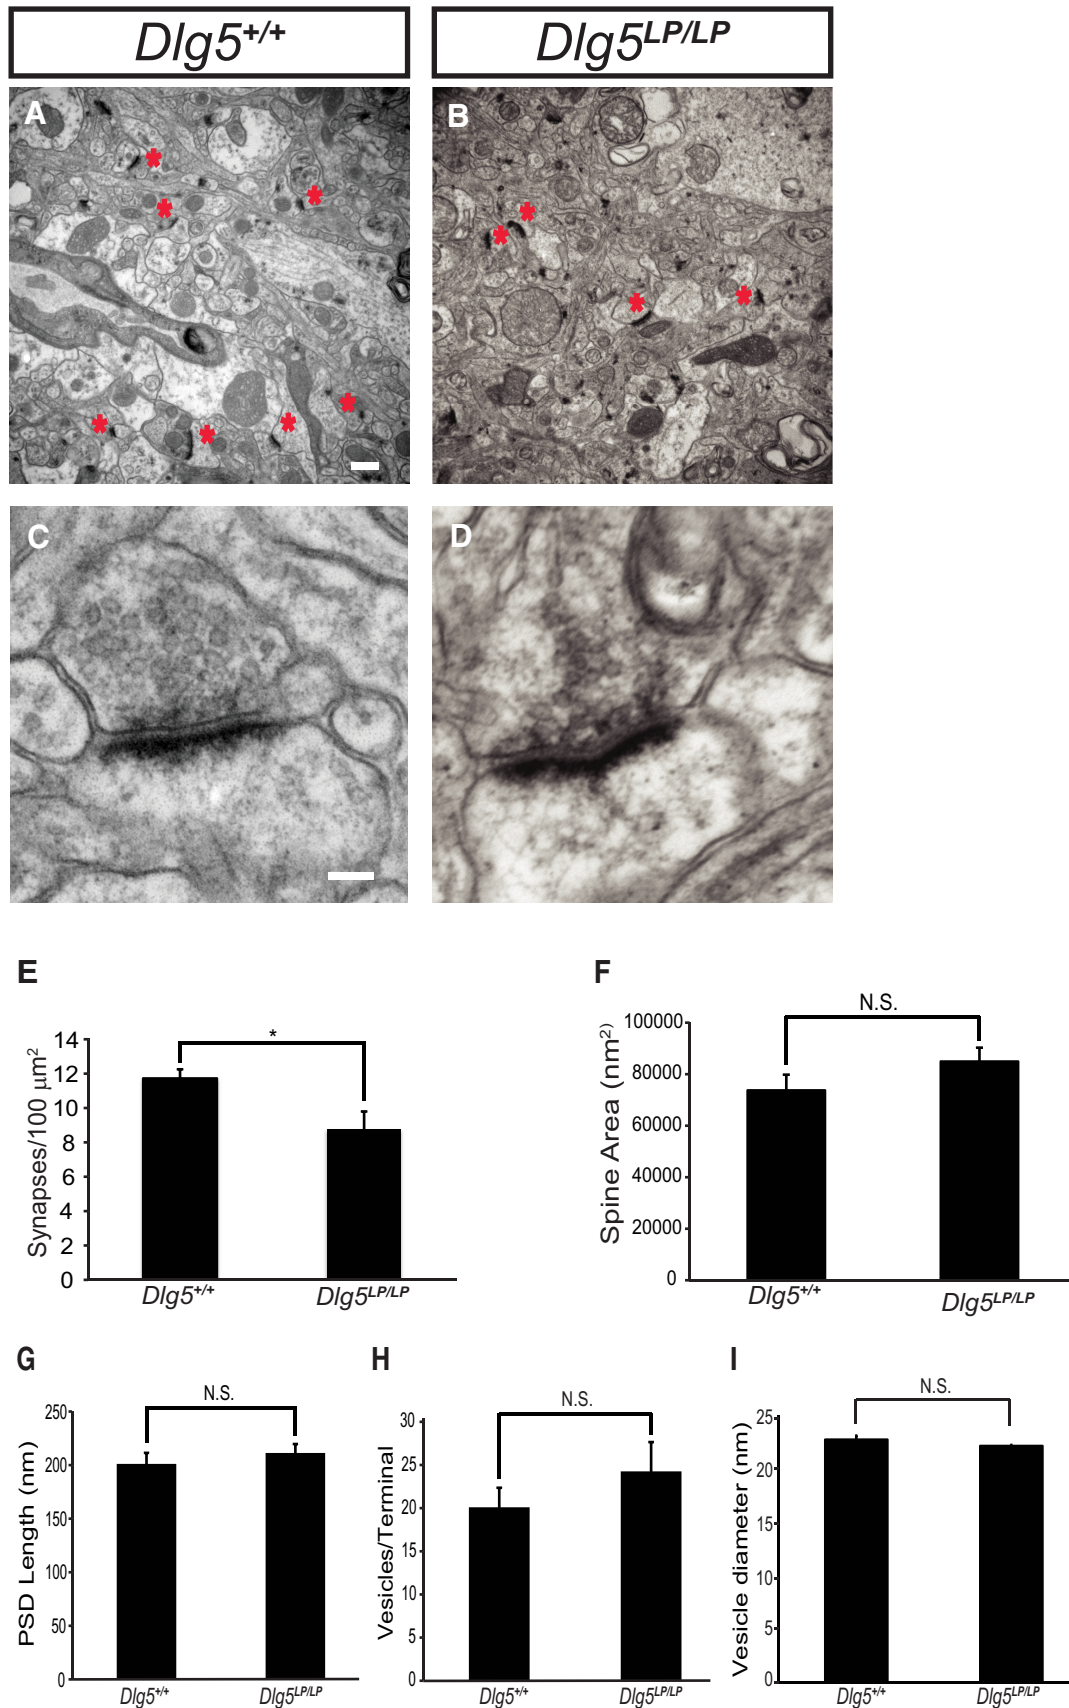 Dlg5+/+
Dlg5LP/LP
A
B
C
D
E
Synapses/100 µm2
14
12
10
8
6
4
2
0
*
Dlg5+/+
Dlg5LP/LP
F
Spine Area (nm2)
100000
80000
60000
40000
20000
0
N.S.
Dlg5+/+
Dlg5LP/LP
G
PSD Length (nm)
250
200
150
100
50
0
N.S.
Dlg5+/+
Dlg5LP/LP
H
Vesicles/Terminal
30
25
20
15
10
5
0
N.S.
Dlg5+/+
Dlg5LP/LP
I
Vesicle diameter (nm)
25
20
15
10
5
0
N.S.
Dlg5+/+
Dlg5LP/LP